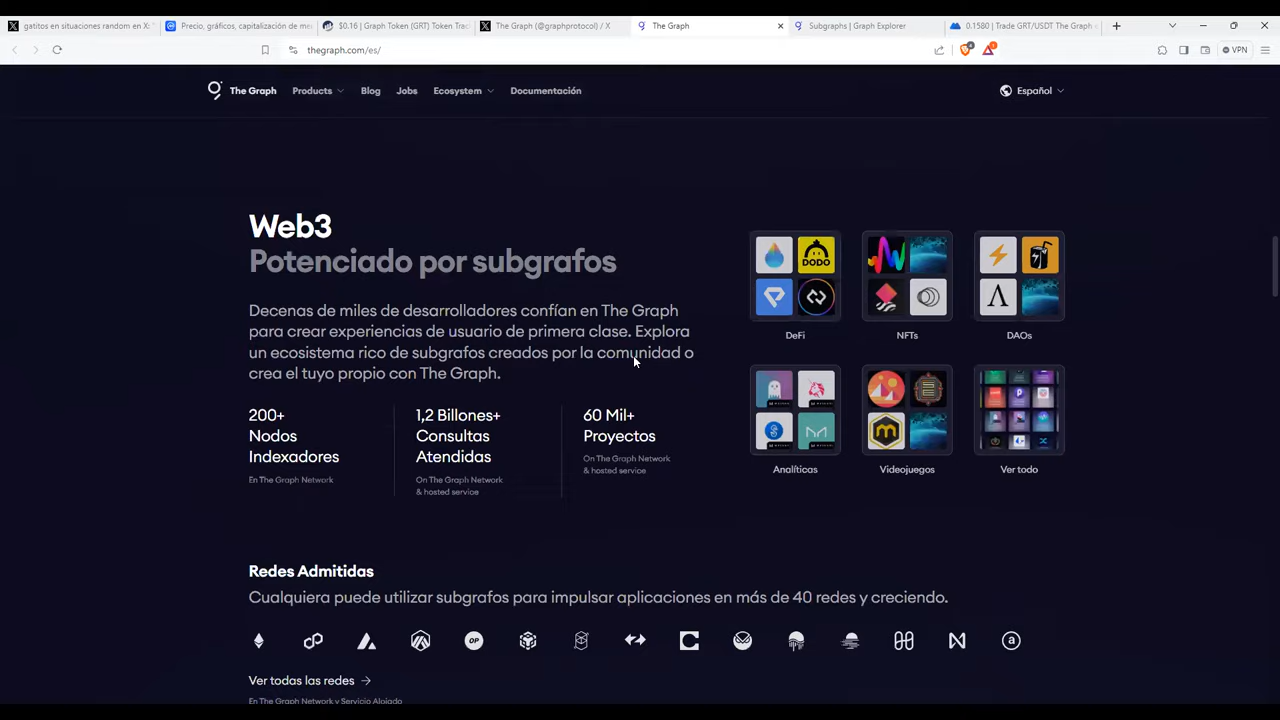 gatitos en situaciones random en X:
Precio, gráficos, capitalización de me
$0.16 | Graph Token (GRT) Token Trac
The Graph (@graphprotocol) / X
The Graph
Subgraphs | Graph Explorer
0.1580 | Trade GRT/USDT The Graph
thegraph.com/es/
VPN
The Graph
Products
Blog
Jobs
Ecosystem
Documentación
Español
Web3
Potenciado por subgrafos
Decenas de miles de desarrolladores confían en The Graph
para crear experiencias de usuario de primera clase. Explora
un ecosistema rico de subgrafos creados por la comunidad o
crea el tuyo propio con The Graph.
200+
Nodos
Indexadores
En The Graph Network
1,2 Billones+
Consultas
Atendidas
On The Graph Network
& hosted service
60 Mil+
Proyectos
On The Graph Network
& hosted service
DODO
DeFi
NFTs
DAOs
Analíticas
Videojuegos
Ver todo
Redes Admitidas
Cualquiera puede utilizar subgrafos para impulsar aplicaciones en más de 40 redes y creciendo.
OP
Ver todas las redes
En The Graph Network y Servicio Alojado